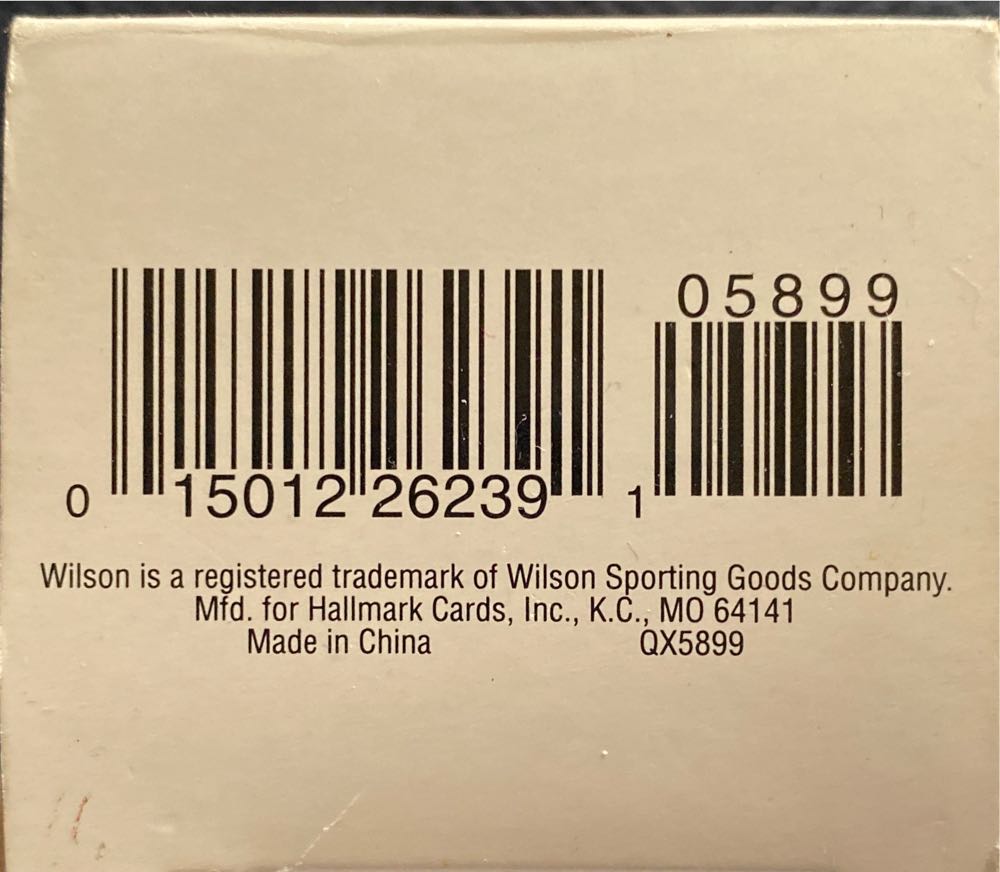 05899
0 15012 26239 1
Wilson is a registered trademark of Wilson Sporting Goods Company.
Mfd. for Hallmark Cards, Inc., K.C., MO 64141
Made in China QX5899